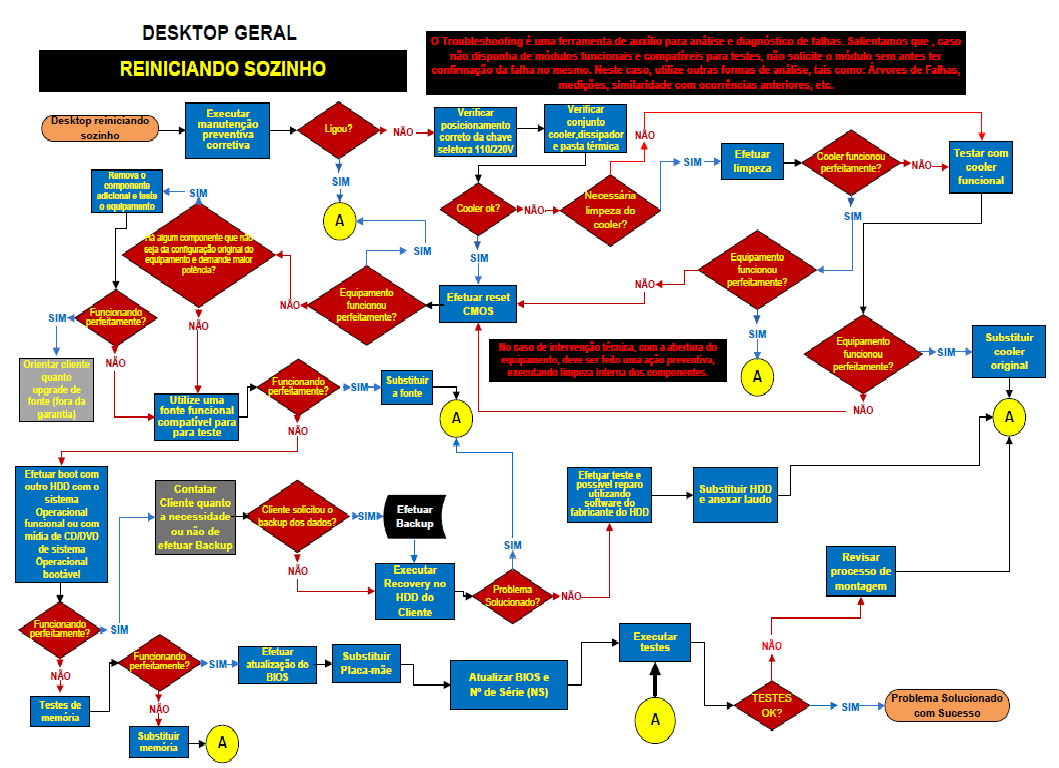 DESKTOP GERAL
REINICIANDO SOZINHO
O Troubleshooting é uma ferramenta de auxílio para análise e diagnóstico de falhas. Salientamos que , caso
não disponha de módulos funcionais e compatíveis para testes, não solicite o módulo sem antes ter
confirmação da falha no mesmo. Neste caso, utilize outras formas de análise, tais como: Árvores de Falhas,
medições, similaridade com ocorrências anteriores, etc.
Desktop reiniciando
sozinho
Executar
manutenção
preventiva
corretiva
Ligou?
NÃO
SIM
A
Verificar
posicionamento
correto da chave
seletora 110/220V
Verificar
conjunto
cooler,dissipador
e pasta térmica
Cooler ok?
NÃO
SIM
Necessária
limpeza do
cooler?
NÃO
SIM
Efetuar
limpeza
Cooler funcionou
perfeitamente?
NÃO
SIM
Testar com
cooler
funcional
Remova o
componente
adicional e teste
o equipamento
SIM
Há algum componente que não
seja da configuração original do
equipamento e demande maior
potência?
NÃO
NÃO
Equipamento
funcionou
perfeitamente?
SIM
Efetuar reset
CMOS
NÃO
Equipamento
funcionou
perfeitamente?
SIM
A
Equipamento
funcionou
perfeitamente?
SIM
NÃO
Substituir
cooler
original
A
No caso de intervenção técnica, com a abertura do
equipamento, deve ser feito uma ação preventiva,
executando limpeza interna dos componentes.
Funcionando
perfeitamente?
SIM
NÃO
Orientar cliente
quanto
upgrade de
fonte (fora da
garantia)
Utilize uma
fonte funcional
compatível para
para teste
Funcionando
perfeitamente?
SIM
NÃO
Substituir
a fonte
A
Efetuar boot com
outro HDD com o
sistema
Operacional
funcional ou com
mídia de CD/DVD
de sistema
Operacional
bootável
Contatar
Cliente quanto
a necessidade
ou não de
efetuar Backup
Cliente solicitou o
backup dos dados?
SIM
NÃO
Efetuar
Backup
Executar
Recovery no
HDD do
Cliente
Problema
Solucionado?
SIM
NÃO
Efetuar teste e
possível reparo
utilizando
software do
fabricante do HDD
Substituir HDD
e anexar laudo
Revisar
processo de
montagem
Funcionando
perfeitamente?
SIM
NÃO
Testes de
memória
Funcionando
perfeitamente?
SIM
NÃO
Substituir
memória
A
Efetuar
atualização do
BIOS
Substituir
Placa-mãe
Atualizar BIOS e
Nº de Série (NS)
Executar
testes
A
TESTES
OK?
NÃO
SIM
Problema Solucionado
com Sucesso